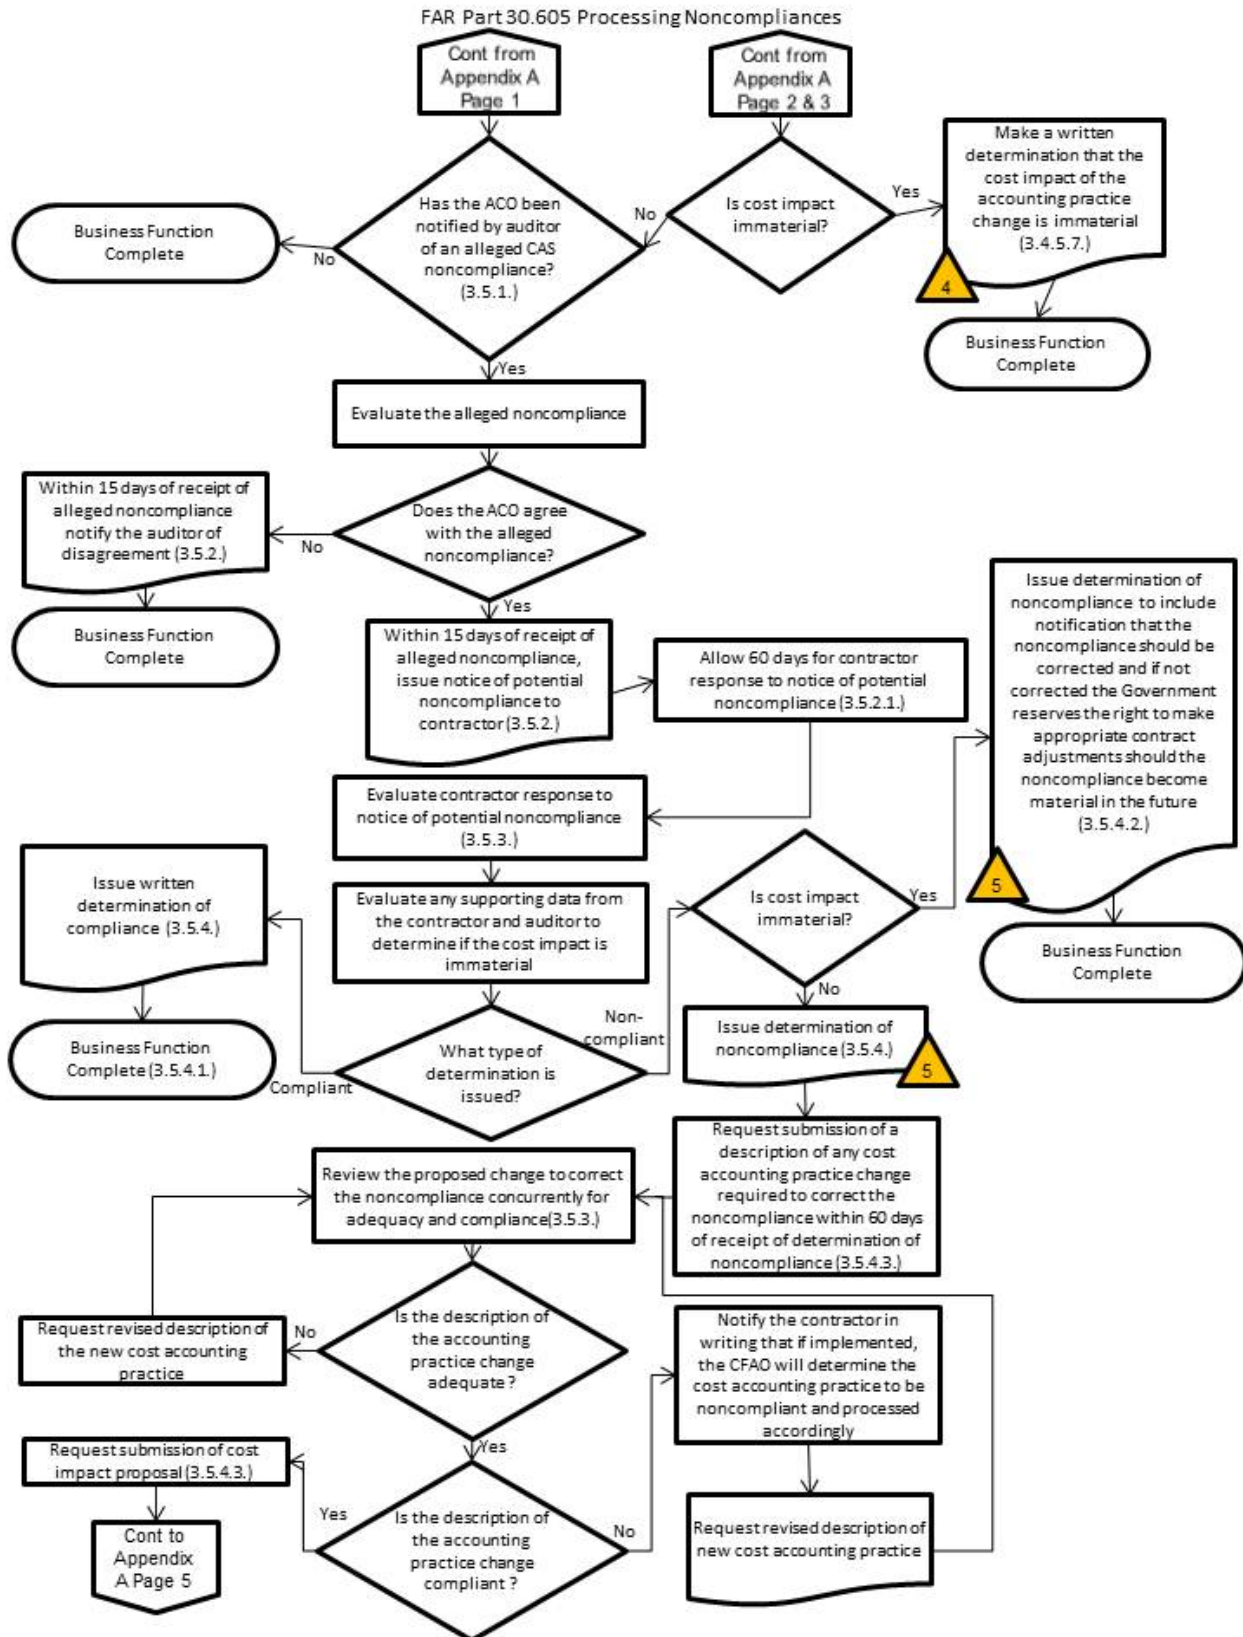 FAR Part 30.605 Processing Noncompliances
Cont from
Appendix A
Page 1
Cont from
Appendix A
Page 2 & 3
Make a written
determination that the
cost impact of the
accounting practice
change is immaterial
(3.4.5.7.)
4
Yes
Is cost impact
immaterial?
No
Has the ACO been
notified by auditor
of an alleged CAS
noncompliance?
(3.5.1.)
No
Business Function
Complete
Business Function
Complete
Yes
Evaluate the alleged noncompliance
Does the ACO agree
with the alleged
noncompliance?
No
Within 15 days of receipt of
alleged noncompliance
notify the auditor of
disagreement (3.5.2.)
Business Function
Complete
Yes
Within 15 days of receipt of
alleged noncompliance,
issue notice of potential
noncompliance to
contractor (3.5.2.)
Allow 60 days for contractor
response to notice of potential
noncompliance (3.5.2.1.)
Issue determination of
noncompliance to include
notification that the
noncompliance should be
corrected and if not
corrected the Government
reserves the right to make
appropriate contract
adjustments should the
noncompliance become
material in the future
(3.5.4.2.)
5
Business Function
Complete
Evaluate contractor response to
notice of potential noncompliance
(3.5.3.)
Evaluate any supporting data from
the contractor and auditor to
determine if the cost impact is
immaterial
Is cost impact
immaterial?
Yes
No
Issue written
determination of
compliance (3.5.4.)
Business Function
Complete (3.5.4.1.)
Compliant
What type of
determination is
issued?
Non-
compliant
Issue determination of
noncompliance (3.5.4.)
5
Request submission of a
description of any cost
accounting practice change
required to correct the
noncompliance within 60 days
of receipt of determination of
noncompliance (3.5.4.3.)
Review the proposed change to correct
the noncompliance concurrently for
adequacy and compliance(3.5.3.)
Is the description of
the accounting
practice change
adequate ?
No
Request revised description of
the new cost accounting
practice
Yes
Notify the contractor in
writing that if implemented,
the CFAO will determine the
cost accounting practice to be
noncompliant and processed
accordingly
Request submission of cost
impact proposal (3.5.4.3.)
Yes
Is the description of
the accounting
practice change
compliant ?
No
Request revised description of
new cost accounting practice
Cont to
Appendix
A Page 5